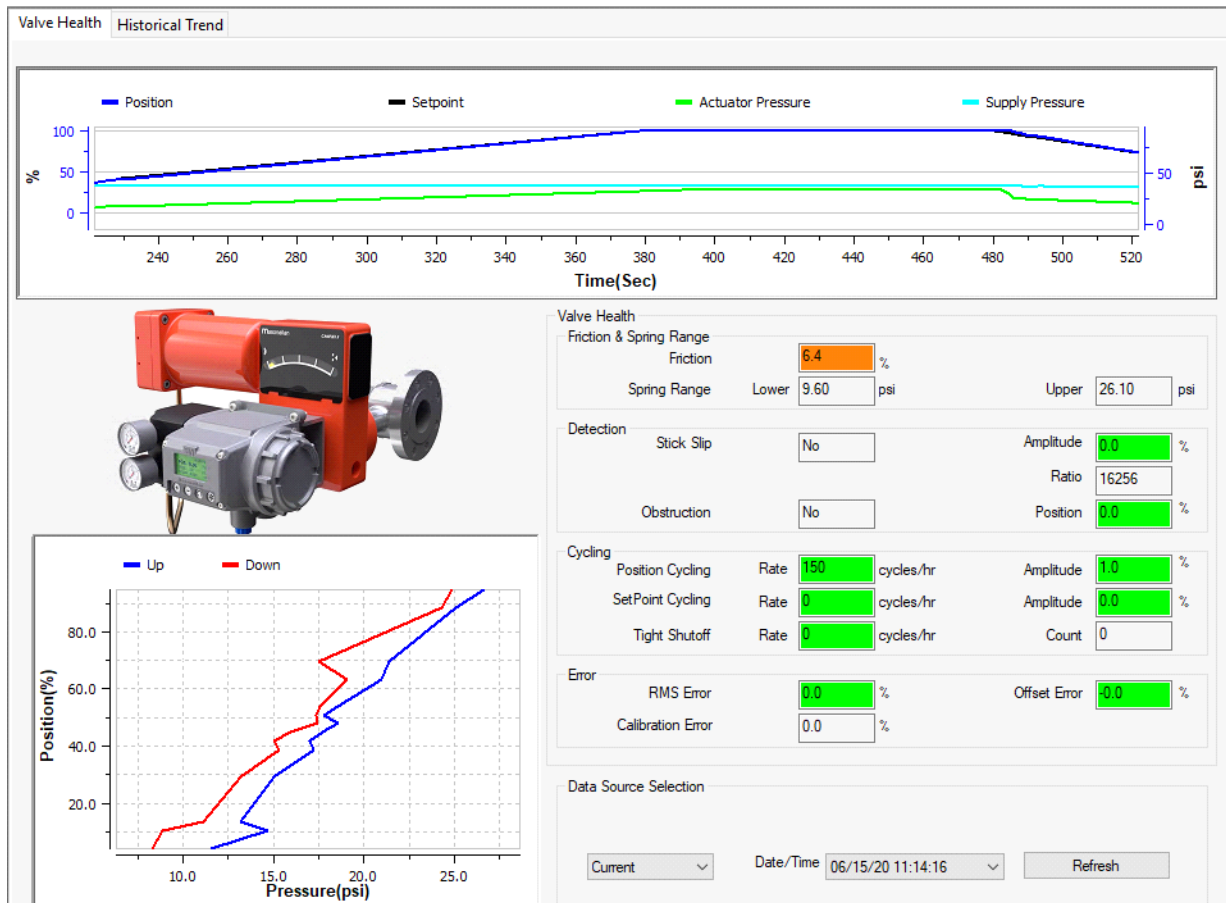 Valve Health Historical Trend
Position Setpoint Actuator Pressure Supply Pressure
100
50
0
%
50
0
psi
240 260 280 300 320 340 360 380 400 420 440 460 480 500 520
Time(Sec)
Masoneilan
Valve Health
Friction & Spring Range
Friction 6.4 %
Spring Range Lower 9.60 psi Upper 26.10 psi
Detection
Stick Slip No Amplitude 0.0 %
Ratio 16256
Obstruction No Position 0.0 %
Cycling
Position Cycling Rate 150 cycles/hr Amplitude 1.0 %
SetPoint Cycling Rate 0 cycles/hr Amplitude 0.0 %
Tight Shutoff Rate 0 cycles/hr Count 0
Error
RMS Error 0.0 % Offset Error -0.0 %
Calibration Error 0.0 %
Data Source Selection
Current Date/Time 06/15/20 11:14:16 Refresh
Up Down
80.0
60.0
40.0
20.0
Position(%)
10.0 15.0 20.0 25.0
Pressure(psi)